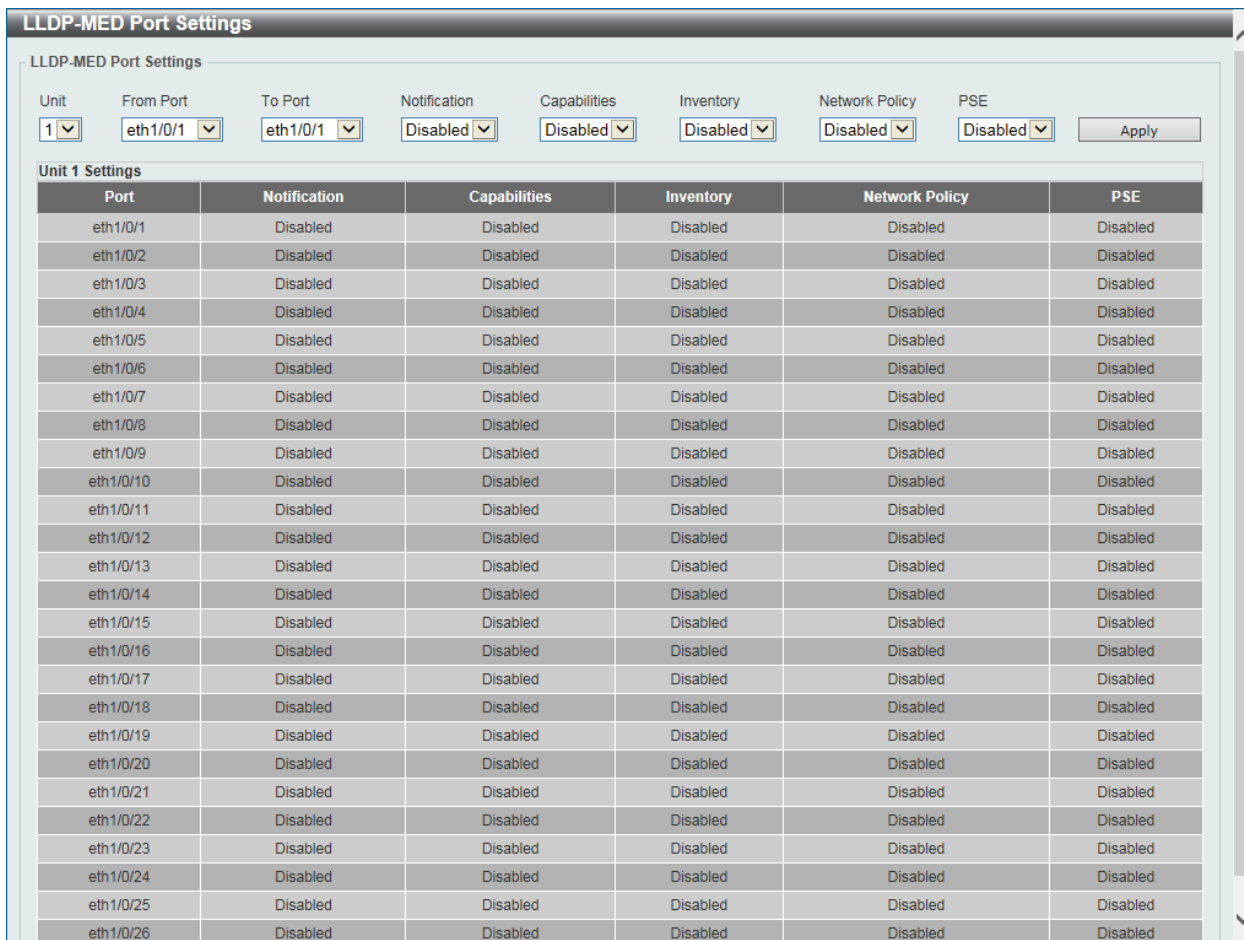 LLDP-MED Port Settings
LLDP-MED Port Settings
Unit From Port To Port Notification Capabilities Inventory Network Policy PSE
1 eth1/0/1 eth1/0/1 Disabled Disabled Disabled Disabled Disabled Apply
Unit 1 Settings
Port Notification Capabilities Inventory Network Policy PSE
eth1/0/1 Disabled Disabled Disabled Disabled Disabled
eth1/0/2 Disabled Disabled Disabled Disabled Disabled
eth1/0/3 Disabled Disabled Disabled Disabled Disabled
eth1/0/4 Disabled Disabled Disabled Disabled Disabled
eth1/0/5 Disabled Disabled Disabled Disabled Disabled
eth1/0/6 Disabled Disabled Disabled Disabled Disabled
eth1/0/7 Disabled Disabled Disabled Disabled Disabled
eth1/0/8 Disabled Disabled Disabled Disabled Disabled
eth1/0/9 Disabled Disabled Disabled Disabled Disabled
eth1/0/10 Disabled Disabled Disabled Disabled Disabled
eth1/0/11 Disabled Disabled Disabled Disabled Disabled
eth1/0/12 Disabled Disabled Disabled Disabled Disabled
eth1/0/13 Disabled Disabled Disabled Disabled Disabled
eth1/0/14 Disabled Disabled Disabled Disabled Disabled
eth1/0/15 Disabled Disabled Disabled Disabled Disabled
eth1/0/16 Disabled Disabled Disabled Disabled Disabled
eth1/0/17 Disabled Disabled Disabled Disabled Disabled
eth1/0/18 Disabled Disabled Disabled Disabled Disabled
eth1/0/19 Disabled Disabled Disabled Disabled Disabled
eth1/0/20 Disabled Disabled Disabled Disabled Disabled
eth1/0/21 Disabled Disabled Disabled Disabled Disabled
eth1/0/22 Disabled Disabled Disabled Disabled Disabled
eth1/0/23 Disabled Disabled Disabled Disabled Disabled
eth1/0/24 Disabled Disabled Disabled Disabled Disabled
eth1/0/25 Disabled Disabled Disabled Disabled Disabled
eth1/0/26 Disabled Disabled Disabled Disabled Disabled